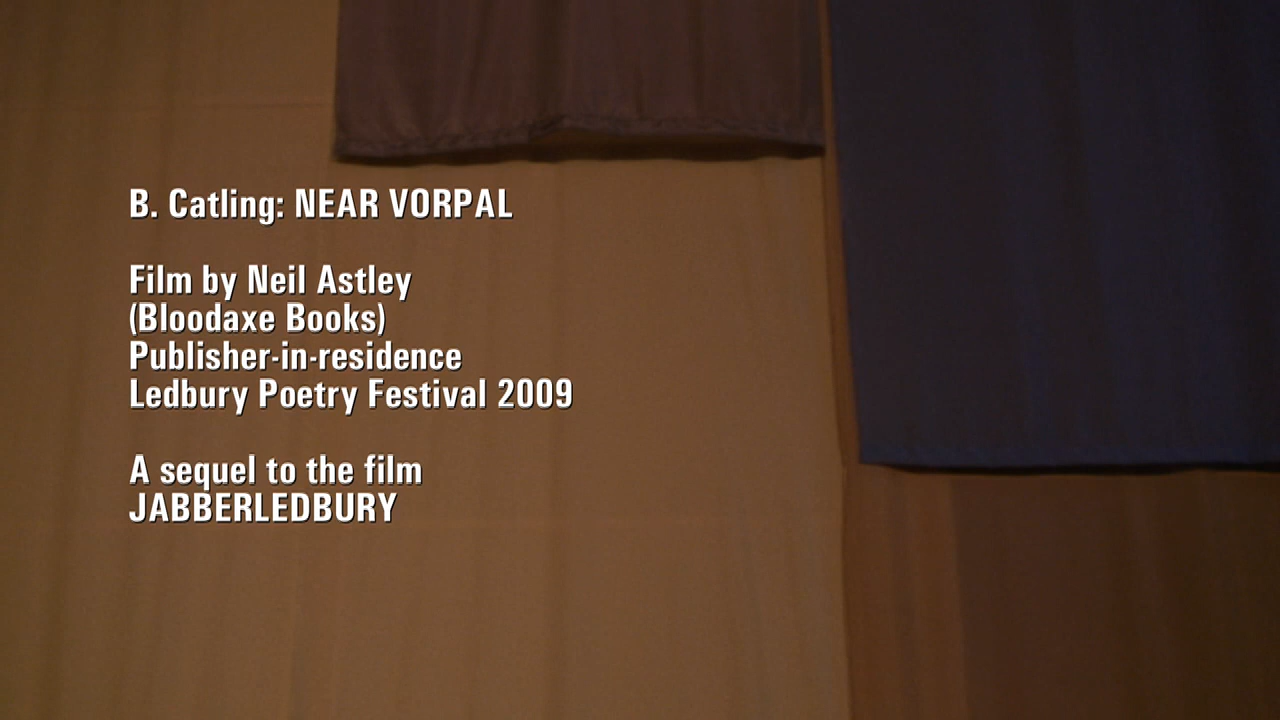 B. Catling: NEAR VORPAL
Film by Neil Astley
(Bloodaxe Books)
Publisher-in-residence
Ledbury Poetry Festival 2009
A sequel to the film
JABBERLEDBURY